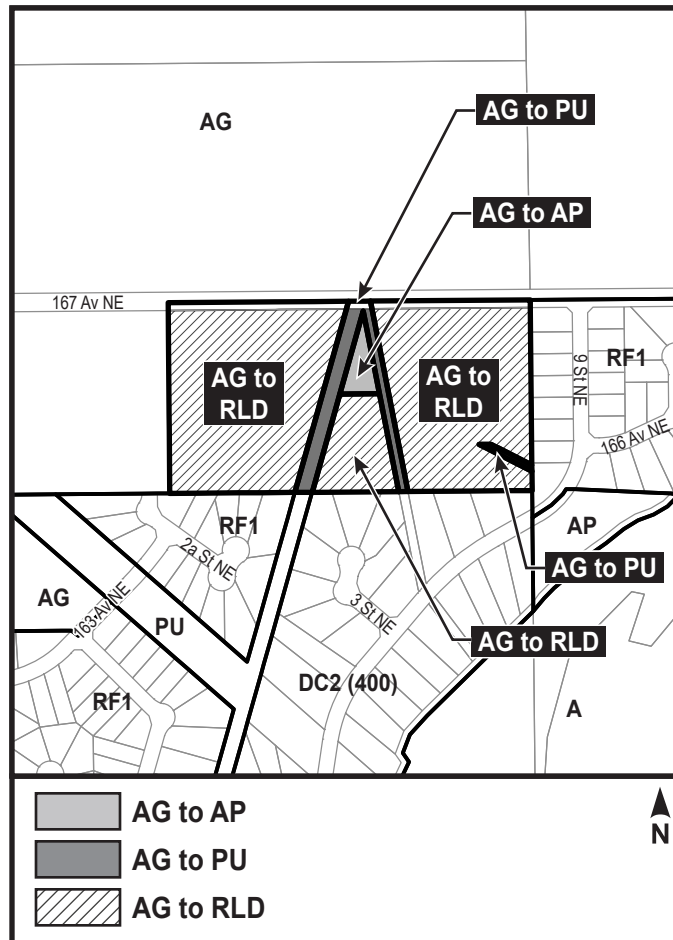 AG
AG to PU
AG to AP
167 Av NE
AG to
RLD
AG to
RLD
RF1
9 St NE
166 Av NE
RF1
2a St NE
AP
AG to PU
AG
163 Av NE
PU
3 St NE
AG to RLD
RF1
DC2 (400)
A
AG to AP
AG to PU
AG to RLD
N